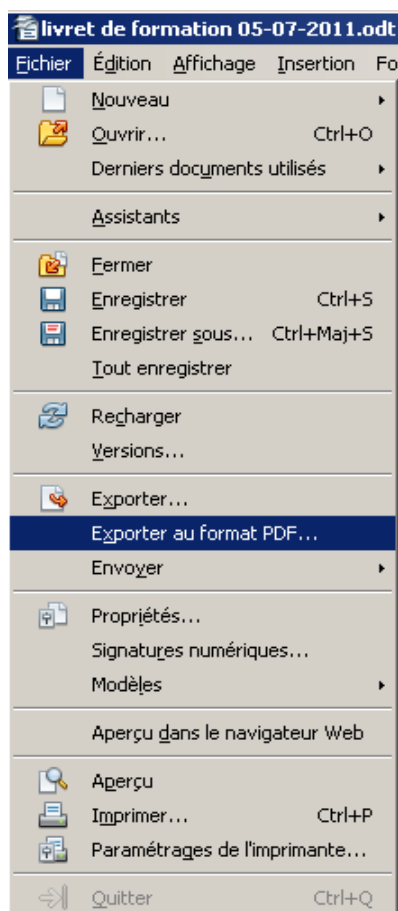 livret de formation 05-07-2011.odt
Fichier Édition Affichage Insertion Fo
Nouveau
Ouvrir... Ctrl+O
Derniers documents utilisés
Assistants
Fermer
Enregistrer Ctrl+S
Enregistrer sous... Ctrl+Maj+S
Tout enregistrer
Recharger
Versions...
Exporter...
Exporter au format PDF...
Envoyer
Propriétés...
Signatures numériques...
Modèles
Aperçu dans le navigateur Web
Aperçu
Imprimer... Ctrl+P
Paramétrages de l'imprimante...
Quitter Ctrl+Q